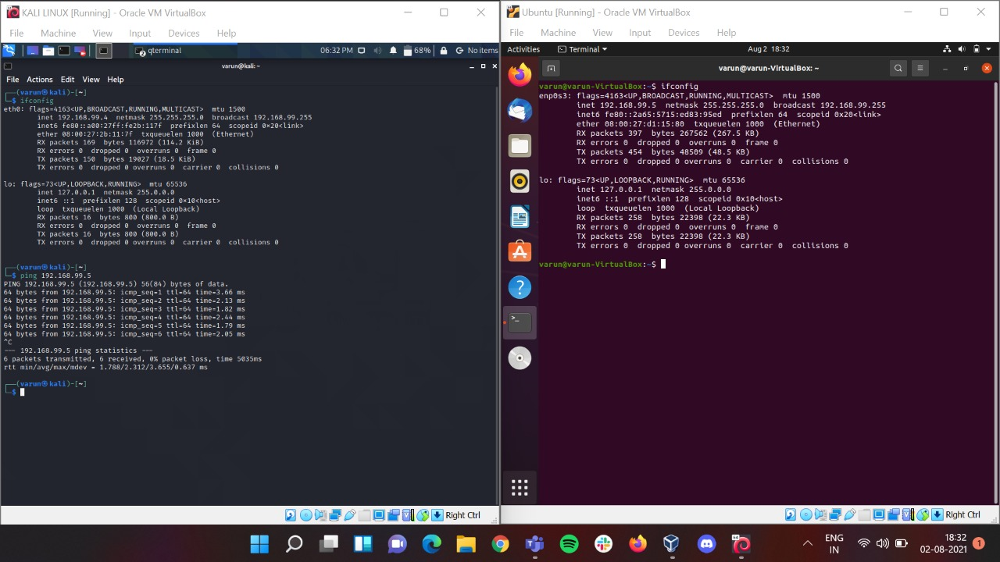 KALI LINUX [Running] - Oracle VM VirtualBox
File Machine View Input Devices Help
qterminal 06:32 PM 68% No items
varun@kali: ~
File Actions Edit View Help
┌──(varun㉿kali)-[~]
└─$ ifconfig
eth0: flags=4163<UP,BROADCAST,RUNNING,MULTICAST> mtu 1500
inet 192.168.99.4 netmask 255.255.255.0 broadcast 192.168.99.255
inet6 fe80::a00:27ff:fe2b:117f prefixlen 64 scopeid 0×20<link>
ether 08:00:27:2b:11:7f txqueuelen 1000 (Ethernet)
RX packets 169 bytes 116972 (114.2 KiB)
RX errors 0 dropped 0 overruns 0 frame 0
TX packets 150 bytes 19027 (18.5 KiB)
TX errors 0 dropped 0 overruns 0 carrier 0 collisions 0
lo: flags=73<UP,LOOPBACK,RUNNING> mtu 65536
inet 127.0.0.1 netmask 255.0.0.0
inet6 ::1 prefixlen 128 scopeid 0×10<host>
loop txqueuelen 1000 (Local Loopback)
RX packets 16 bytes 800 (800.0 B)
RX errors 0 dropped 0 overruns 0 frame 0
TX packets 16 bytes 800 (800.0 B)
TX errors 0 dropped 0 overruns 0 carrier 0 collisions 0
┌──(varun㉿kali)-[~]
└─$ ping 192.168.99.5
PING 192.168.99.5 (192.168.99.5) 56(84) bytes of data.
64 bytes from 192.168.99.5: icmp_seq=1 ttl=64 time=3.66 ms
64 bytes from 192.168.99.5: icmp_seq=2 ttl=64 time=2.13 ms
64 bytes from 192.168.99.5: icmp_seq=3 ttl=64 time=1.82 ms
64 bytes from 192.168.99.5: icmp_seq=4 ttl=64 time=2.44 ms
64 bytes from 192.168.99.5: icmp_seq=5 ttl=64 time=1.79 ms
64 bytes from 192.168.99.5: icmp_seq=6 ttl=64 time=2.05 ms
^C
--- 192.168.99.5 ping statistics ---
6 packets transmitted, 6 received, 0% packet loss, time 5035ms
rtt min/avg/max/mdev = 1.788/2.312/3.655/0.637 ms
┌──(varun㉿kali)-[~]
└─$
Right Ctrl
Ubuntu [Running] - Oracle VM VirtualBox
File Machine View Input Devices Help
Activities Terminal Aug 2 18:32
varun@varun-VirtualBox: ~
varun@varun-VirtualBox:~$ ifconfig
enp0s3: flags=4163<UP,BROADCAST,RUNNING,MULTICAST> mtu 1500
inet 192.168.99.5 netmask 255.255.255.0 broadcast 192.168.99.255
inet6 fe80::2a65:5715:ed83:95ed prefixlen 64 scopeid 0x20<link>
ether 08:00:27:d1:15:80 txqueuelen 1000 (Ethernet)
RX packets 397 bytes 267562 (267.5 KB)
RX errors 0 dropped 0 overruns 0 frame 0
TX packets 454 bytes 48509 (48.5 KB)
TX errors 0 dropped 0 overruns 0 carrier 0 collisions 0
lo: flags=73<UP,LOOPBACK,RUNNING> mtu 65536
inet 127.0.0.1 netmask 255.0.0.0
inet6 ::1 prefixlen 128 scopeid 0x10<host>
loop txqueuelen 1000 (Local Loopback)
RX packets 258 bytes 22398 (22.3 KB)
RX errors 0 dropped 0 overruns 0 frame 0
TX packets 258 bytes 22398 (22.3 KB)
TX errors 0 dropped 0 overruns 0 carrier 0 collisions 0
varun@varun-VirtualBox:~$
Right Ctrl
ENG 18:32
IN 02-08-2021 1